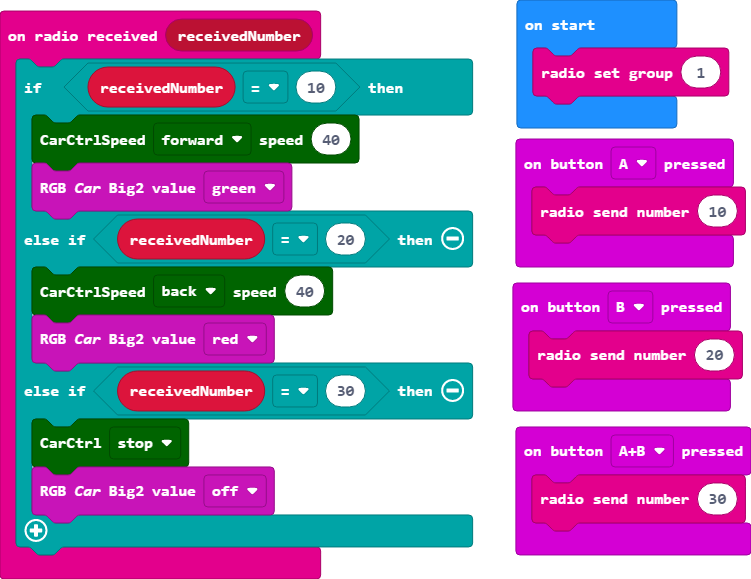 on radio received receivedNumber
if receivedNumber = 10 then
CarCtrlSpeed forward speed 40
RGB Car Big2 value green
else if receivedNumber = 20 then
CarCtrlSpeed back speed 40
RGB Car Big2 value red
else if receivedNumber = 30 then
CarCtrl stop
RGB Car Big2 value off
on start
radio set group 1
on button A pressed
radio send number 10
on button B pressed
radio send number 20
on button A+B pressed
radio send number 30